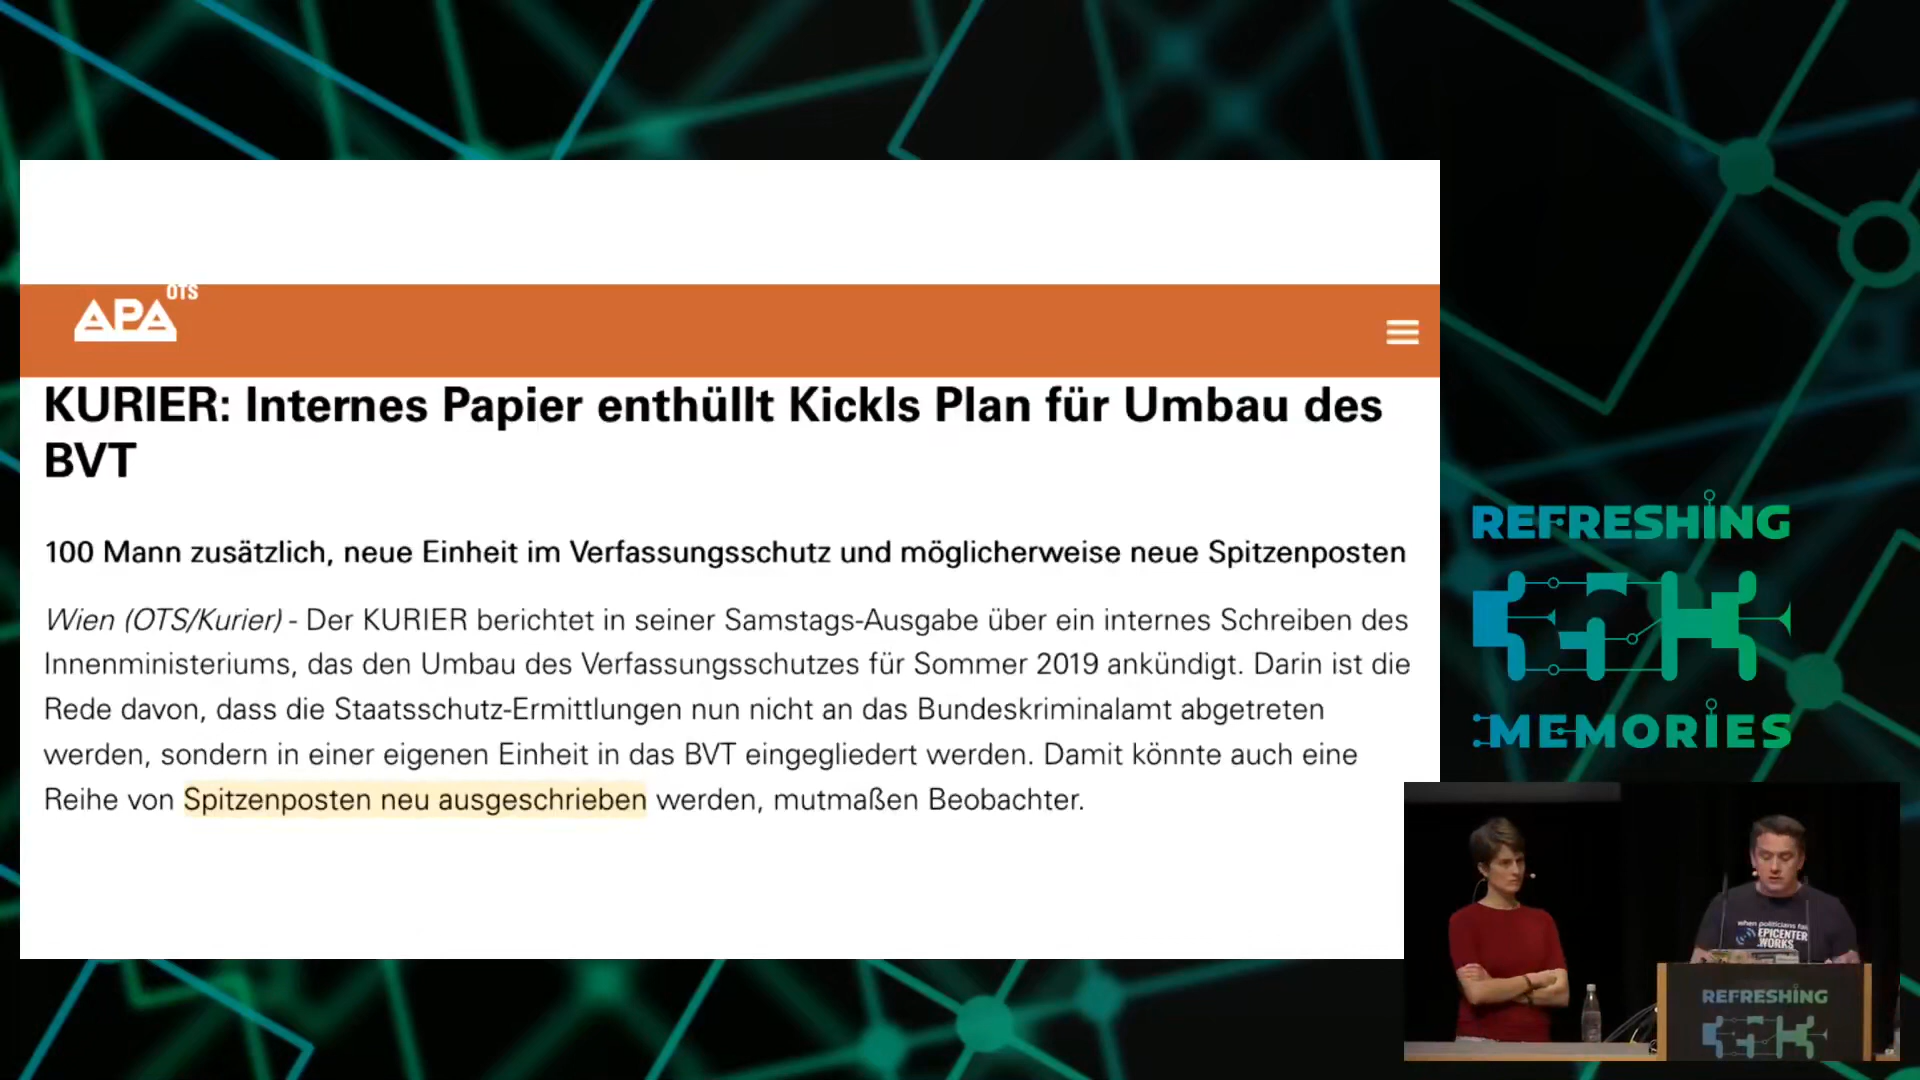 OTS
APA
KURIER: Internes Papier enthüllt Kickls Plan für Umbau des
BVT
100 Mann zusätzlich, neue Einheit im Verfassungsschutz und möglicherweise neue Spitzenposten
Wien (OTS/Kurier) - Der KURIER berichtet in seiner Samstags-Ausgabe über ein internes Schreiben des
Innenministeriums, das den Umbau des Verfassungsschutzes für Sommer 2019 ankündigt. Darin ist die
Rede davon, dass die Staatsschutz-Ermittlungen nun nicht an das Bundeskriminalamt abgetreten
werden, sondern in einer eigenen Einheit in das BVT eingegliedert werden. Damit könnte auch eine
Reihe von Spitzenposten neu ausgeschrieben werden, mutmaßen Beobachter.
REFRESHING
MEMORIES
when politicians
EPICENTER
.WORKS
REFRESHING